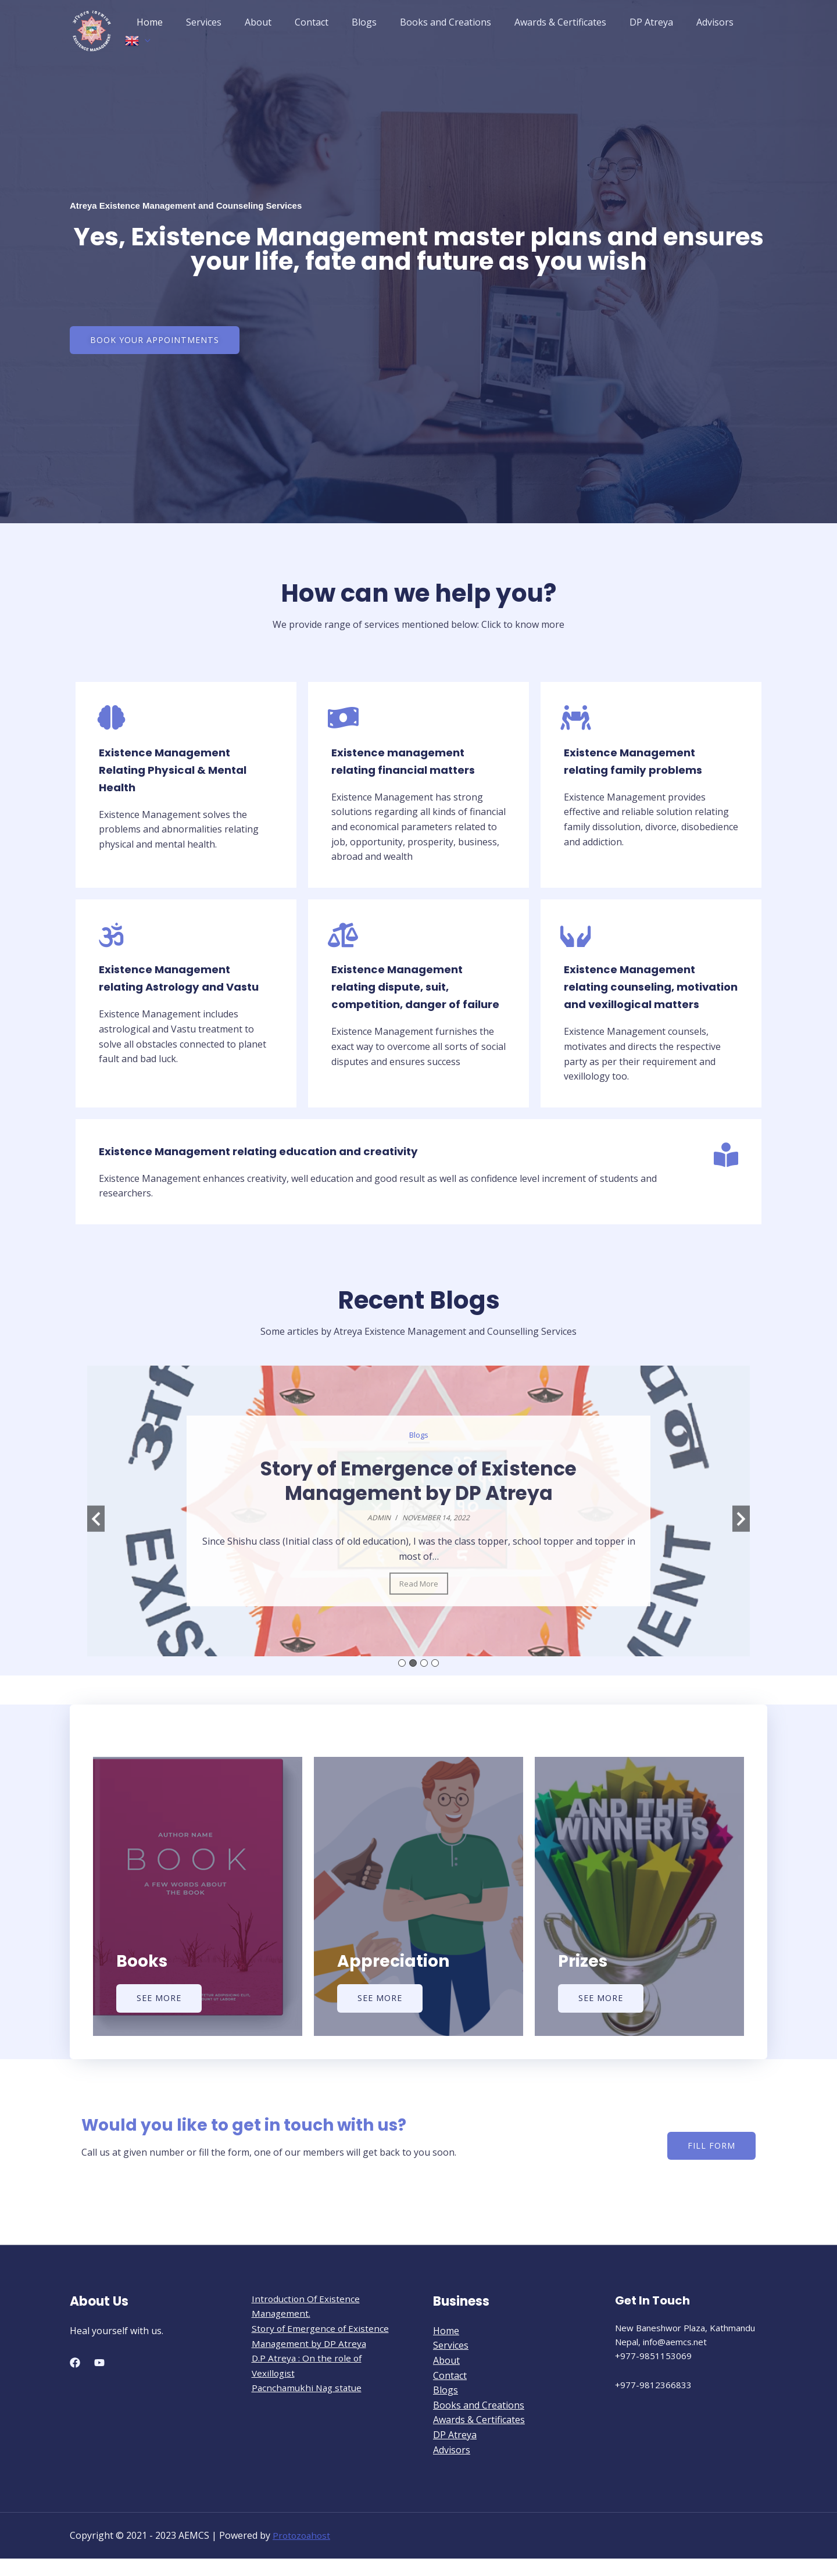 Home
Services
About
Contact
Blogs
Books and Creations
Awards & Certificates
DP Atreya
Advisors
Atreya Existence Management and Counseling Services
Yes, Existence Management master plans and ensures
your life, fate and future as you wish
BOOK YOUR APPOINTMENTS
How can we help you?
We provide range of services mentioned below: Click to know more
Existence Management
Relating Physical & Mental
Health
Existence Management solves the
problems and abnormalities relating
physical and mental health.
Existence management
relating financial matters
Existence Management has strong
solutions regarding all kinds of financial
and economical parameters related to
job, opportunity, prosperity, business,
abroad and wealth
Existence Management
relating family problems
Existence Management provides
effective and reliable solution relating
family dissolution, divorce, disobedience
and addiction.
Existence Management
relating Astrology and Vastu
Existence Management includes
astrological and Vastu treatment to
solve all obstacles connected to planet
fault and bad luck.
Existence Management
relating dispute, suit,
competition, danger of failure
Existence Management furnishes the
exact way to overcome all sorts of social
disputes and ensures success
Existence Management
relating counseling, motivation
and vexillogical matters
Existence Management counsels,
motivates and directs the respective
party as per their requirement and
vexillology too.
Existence Management relating education and creativity
Existence Management enhances creativity, well education and good result as well as confidence level increment of students and
researchers.
Recent Blogs
Some articles by Atreya Existence Management and Counselling Services
Blogs
Story of Emergence of Existence
Management by DP Atreya
ADMIN / NOVEMBER 14, 2022
Since Shishu class (Initial class of old education), I was the class topper, school topper and topper in
most of…
Read More
AUTHOR NAME
BOOK
A FEW WORDS ABOUT
THE BOOK
Books
SEE MORE
Appreciation
SEE MORE
AND THE
WINNER IS
Prizes
SEE MORE
Would you like to get in touch with us?
Call us at given number or fill the form, one of our members will get back to you soon.
FILL FORM
About Us
Heal yourself with us.
Introduction Of Existence
Management.
Story of Emergence of Existence
Management by DP Atreya
D.P Atreya : On the role of
Vexillogist
Pacnchamukhi Nag statue
Business
Home
Services
About
Contact
Blogs
Books and Creations
Awards & Certificates
DP Atreya
Advisors
Get In Touch
New Baneshwor Plaza, Kathmandu
Nepal, info@aemcs.net
+977-9851153069
+977-9812366833
Copyright © 2021 - 2023 AEMCS | Powered by Protozoahost